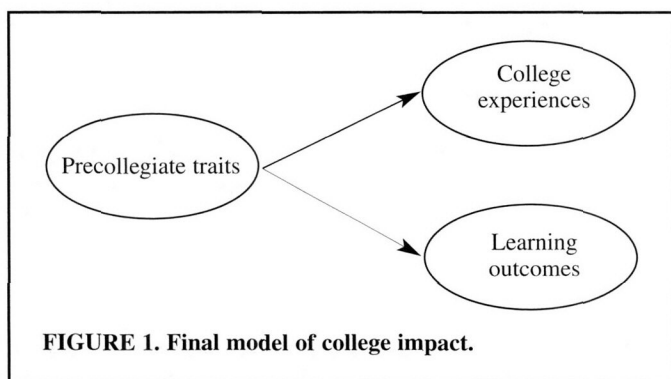 College
experiences
Precollegiate traits
Learning
outcomes
FIGURE 1. Final model of college impact.